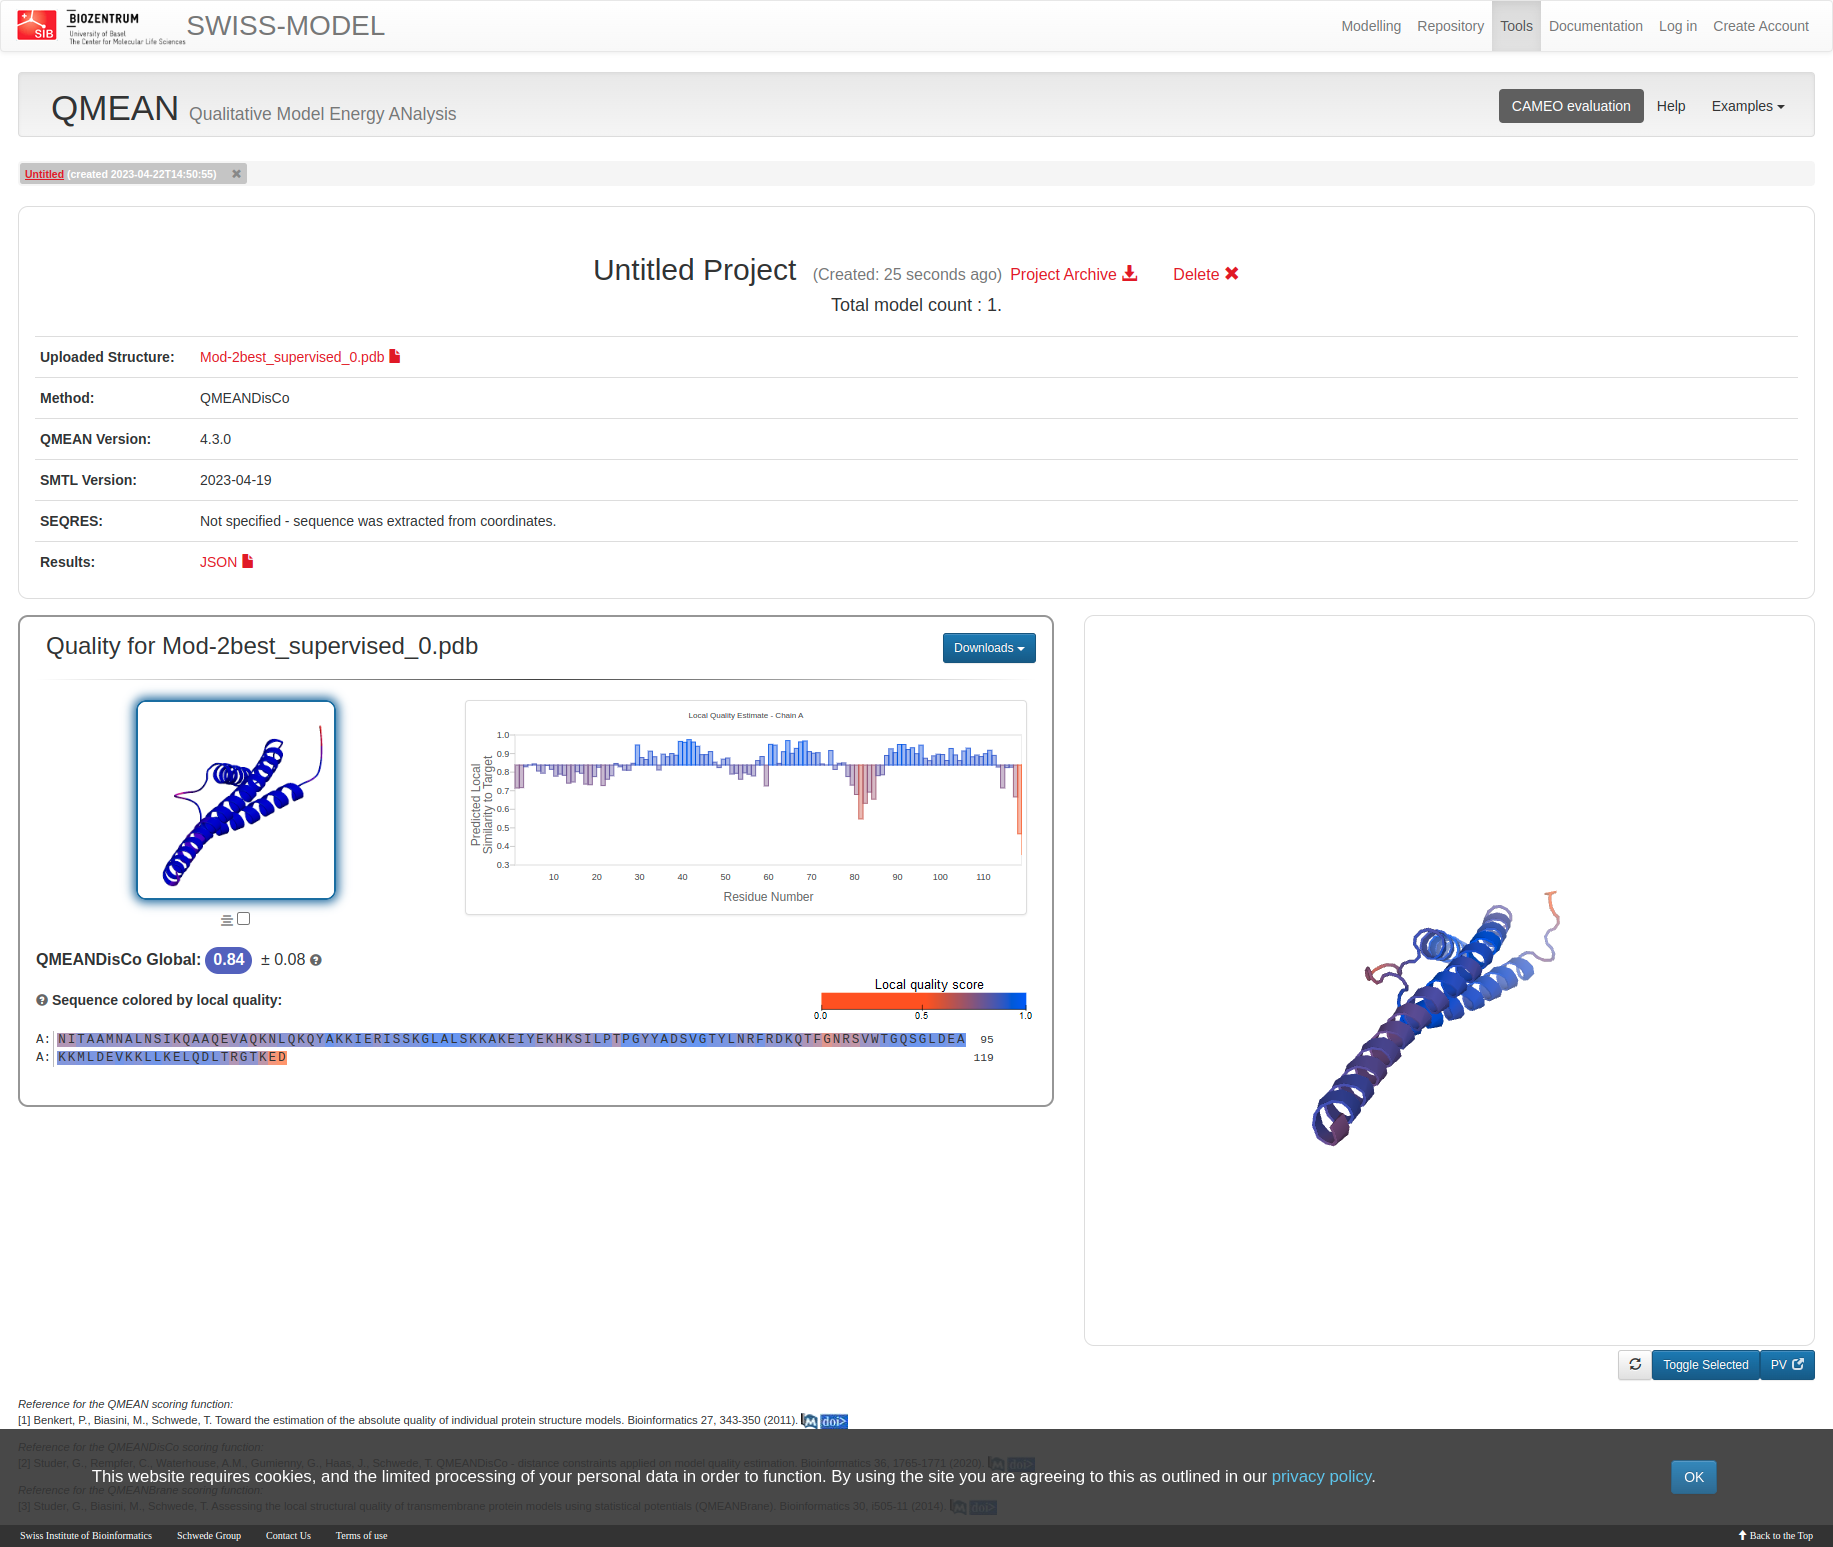 SIB
BIOZENTRUM
University of Basel
The Center for Molecular Life Sciences
SWISS-MODEL
Modelling Repository Tools Documentation Log in Create Account
QMEAN Qualitative Model Energy ANalysis
CAMEO evaluation Help Examples
Untitled (created 2023-04-22T14:50:55) ✖
Untitled Project (Created: 25 seconds ago) Project Archive Delete ✖
Total model count : 1.
Uploaded Structure: Mod-2best_supervised_0.pdb
Method: QMEANDisCo
QMEAN Version: 4.3.0
SMTL Version: 2023-04-19
SEQRES: Not specified - sequence was extracted from coordinates.
Results: JSON
Quality for Mod-2best_supervised_0.pdb
Downloads
Local Quality Estimate - Chain A
Predicted Local
Similarity to Target
1.0
0.9
0.8
0.7
0.6
0.5
0.4
0.3
10 20 30 40 50 60 70 80 90 100 110
Residue Number
QMEANDisCo Global: 0.84 ± 0.08
Sequence colored by local quality:
Local quality score
0.0 0.5 1.0
A: NITAAMNALNSIKQAAQEVAQKNLQKQYAKKIERISSKGLALSKKAKEIYEKHKSILPTPGYYADSVGTYLNRFRDKQTFGNRSVWTGQSGLDEA 95
A: KKMLDEVKKLLKELQDLTRGTKED 119
Toggle Selected PV
Reference for the QMEAN scoring function:
[1] Benkert, P., Biasini, M., Schwede, T. Toward the estimation of the absolute quality of individual protein structure models. Bioinformatics 27, 343-350 (2011). M doi>
Reference for the QMEANDisCo scoring function:
[2] Studer, G., Rempfer, C., Waterhouse, A.M., Gumienny, G., Haas, J., Schwede, T. QMEANDisCo - distance constraints applied on model quality estimation. Bioinformatics 36, 1765-1771 (2020). M doi>
This website requires cookies, and the limited processing of your personal data in order to function. By using the site you are agreeing to this as outlined in our privacy policy.
OK
Reference for the QMEANBrane scoring function:
[3] Studer, G., Biasini, M., Schwede, T. Assessing the local structural quality of transmembrane protein models using statistical potentials (QMEANBrane). Bioinformatics 30, i505-11 (2014). M doi>
Swiss Institute of Bioinformatics Schwede Group Contact Us Terms of use
Back to the Top